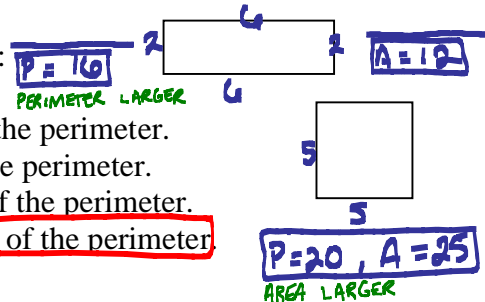 6
: P = 16 2 2 A = 12
PERIMETER LARGER 6
the perimeter.
e perimeter.
5
f the perimeter.
5
of the perimeter.
P=20, A=25
AREA LARGER